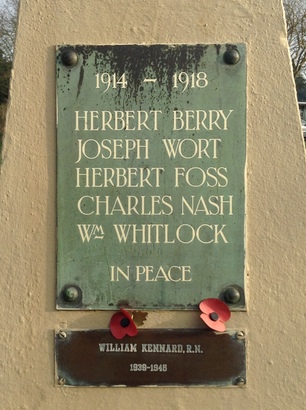 1914 – 1918
HERBERT BERRY
JOSEPH WORT
HERBERT FOSS
CHARLES NASH
WM WHITLOCK
IN PEACE
WILLIAM KENNARD, R.N.
1939-1945